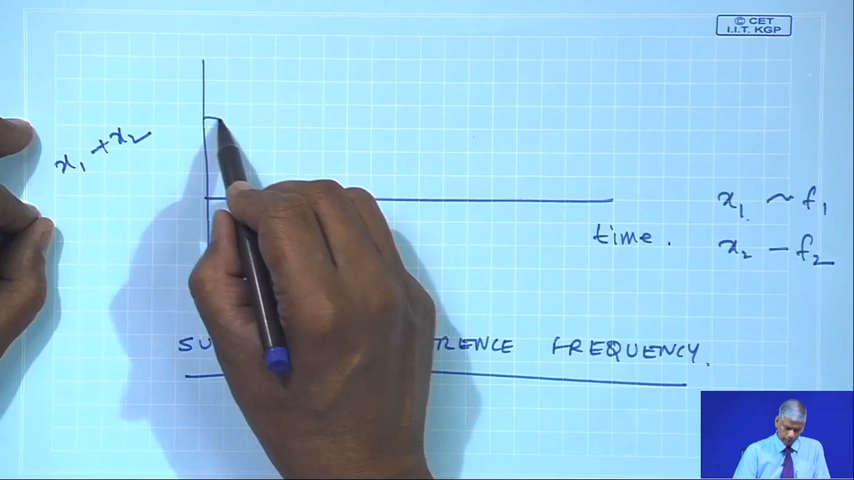 © CET
I.I.T. KGP
x₁ + x₂
x₁ ~ f₁
time.
x₂ — f₂
FREQUENCY.